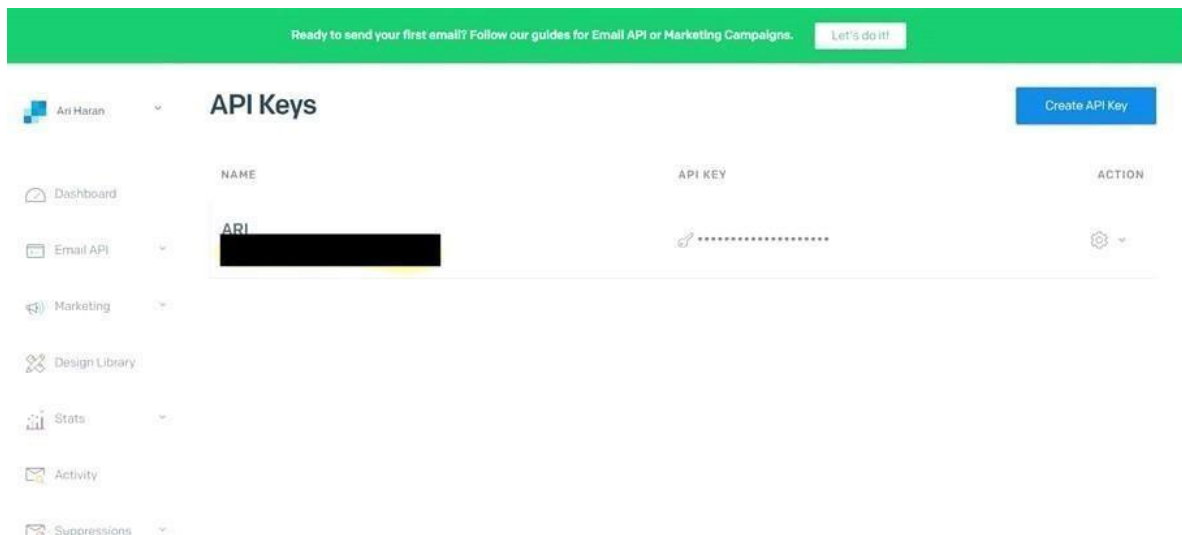 Ready to send your first email? Follow our guides for Email API or Marketing Campaigns.
Let's do it!
Ari Haran
API Keys
Create API Key
NAME
API KEY
ACTION
Dashboard
ARI
••••••••••••••••••••
Email API
Marketing
Design Library
Stats
Activity
Suppressions